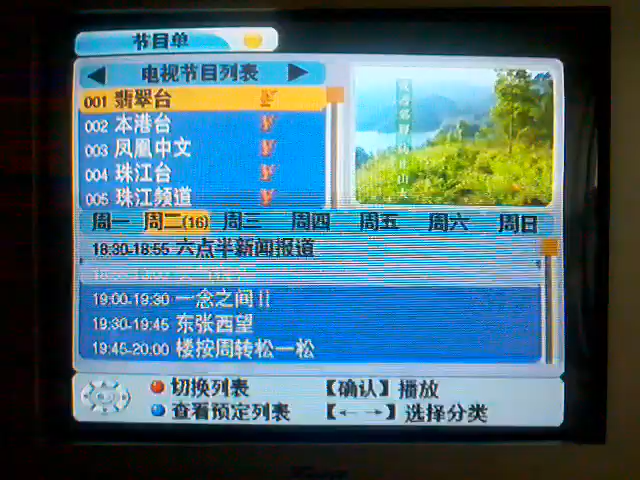 节目单
电视节目列表
001 翡翠台
002 本港台
003 凤凰中文
004 珠江台
005 珠江频道
周一 周二(16) 周三 周四 周五 周六 周日
18:30-18:55 六点半新闻报道
19:00-19:30 一念之间II
19:30-19:45 东张西望
19:45-20:00 楼按周转松一松
切换列表 【确认】播放
查看预定列表 【←→】选择分类